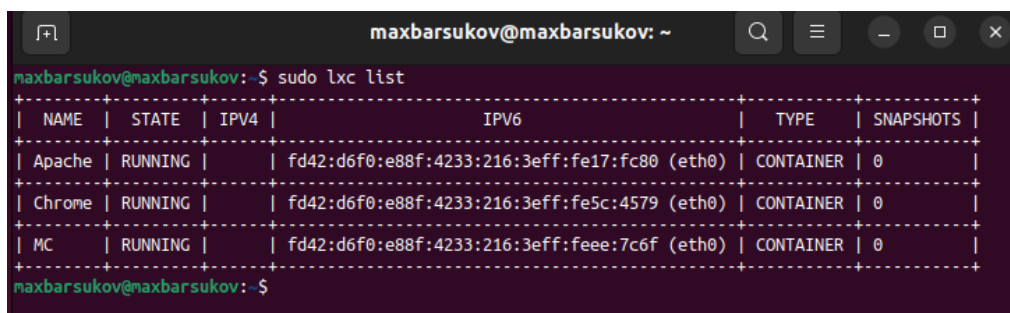 maxbarsukov@maxbarsukov: ~
maxbarsukov@maxbarsukov:~$ sudo lxc list
+--------+---------+------+-----------------------------------------------+-----------+-----------+
|  NAME  |  STATE  | IPV4 |                     IPV6                      |   TYPE    | SNAPSHOTS |
+--------+---------+------+-----------------------------------------------+-----------+-----------+
| Apache | RUNNING |      | fd42:d6f0:e88f:4233:216:3eff:fe17:fc80 (eth0) | CONTAINER | 0         |
+--------+---------+------+-----------------------------------------------+-----------+-----------+
| Chrome | RUNNING |      | fd42:d6f0:e88f:4233:216:3eff:fe5c:4579 (eth0) | CONTAINER | 0         |
+--------+---------+------+-----------------------------------------------+-----------+-----------+
| MC     | RUNNING |      | fd42:d6f0:e88f:4233:216:3eff:feee:7c6f (eth0) | CONTAINER | 0         |
+--------+---------+------+-----------------------------------------------+-----------+-----------+
maxbarsukov@maxbarsukov:~$